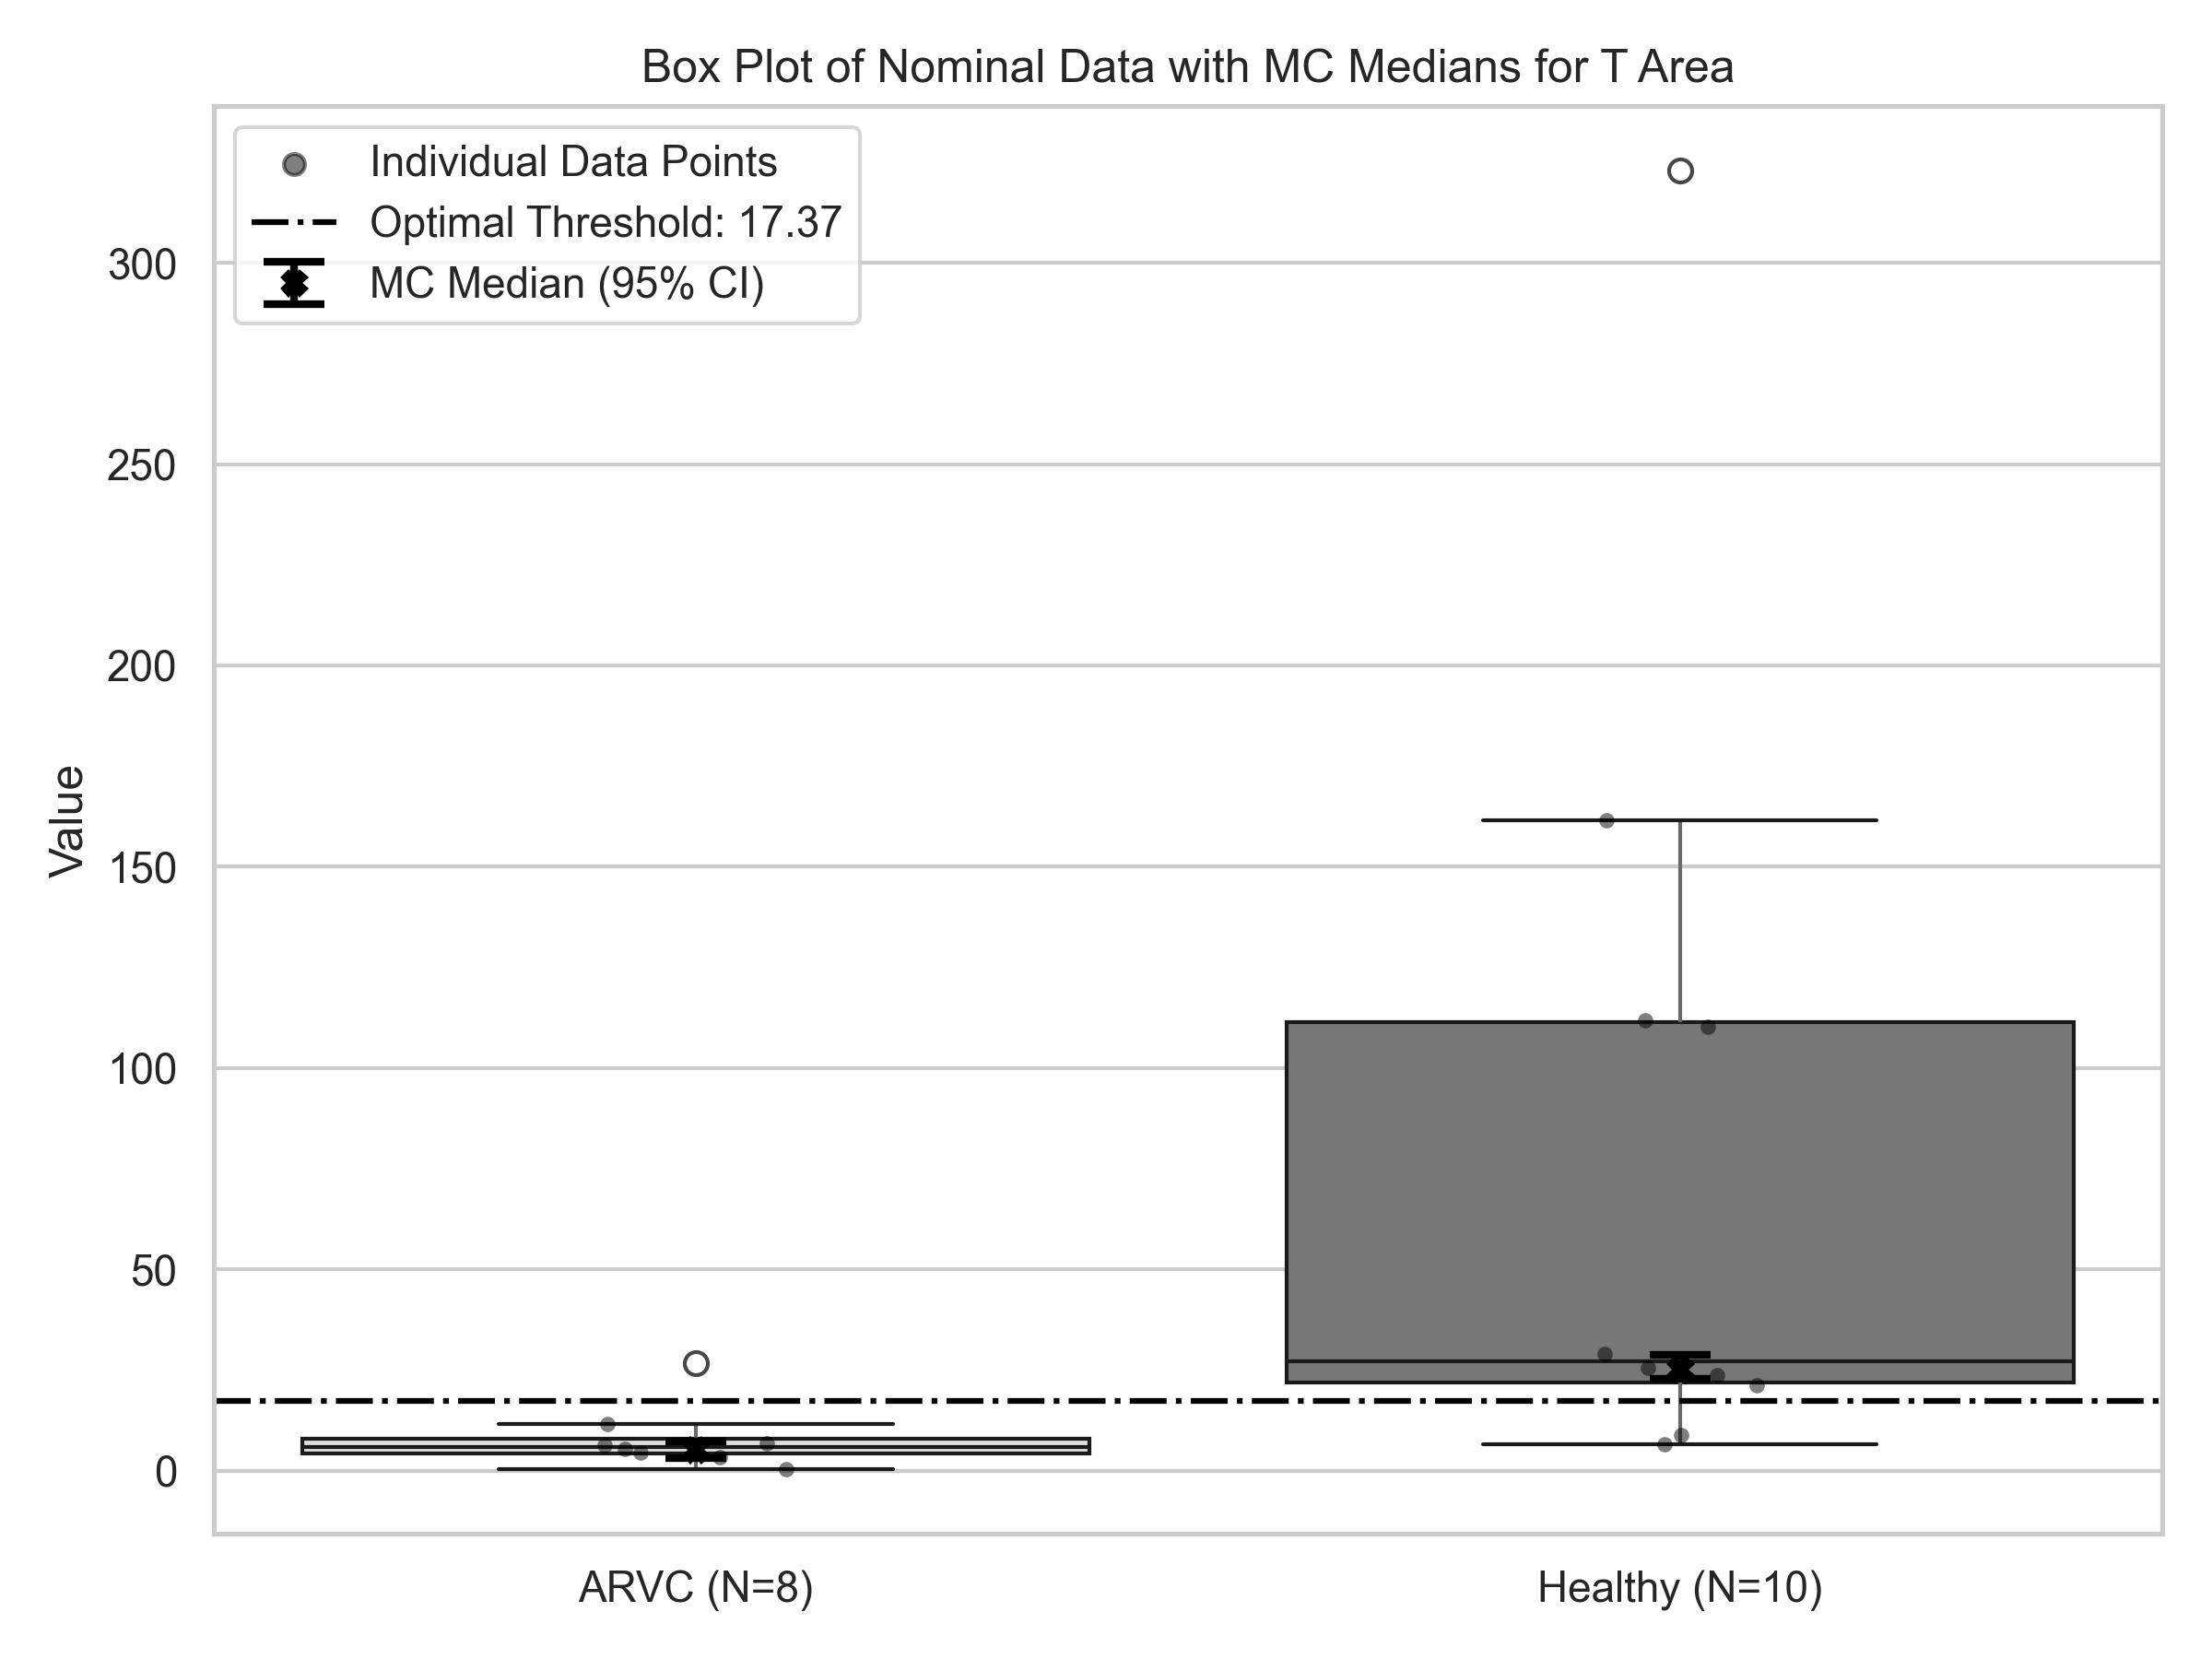 Box Plot of Nominal Data with MC Medians for T Area
Individual Data Points
Optimal Threshold: 17.37
MC Median (95% CI)
300
250
200
150
100
50
0
Value
ARVC (N=8)
Healthy (N=10)